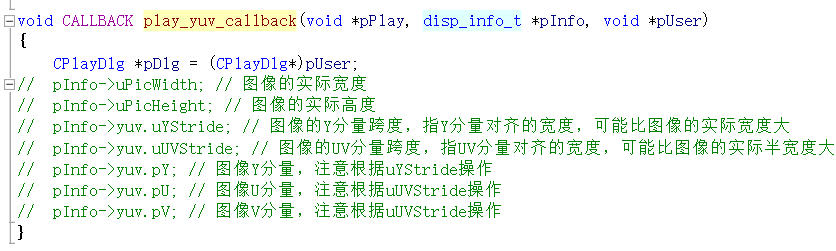 void CALLBACK play_yuv_callback(void *pPlay, disp_info_t *pInfo, void *pUser)
{
    CPlayDlg *pDlg = (CPlayDlg*)pUser;
//  pInfo->uPicWidth; // 图像的实际宽度
//  pInfo->uPicHeight; // 图像的实际高度
//  pInfo->yuv.uYStride; // 图像的Y分量跨度，指Y分量对齐的宽度，可能比图像的实际宽度大
//  pInfo->yuv.uUVStride; // 图像的UV分量跨度，指UV分量对齐的宽度，可能比图像的实际半宽度大
//  pInfo->yuv.pY; // 图像Y分量，注意根据uYStride操作
//  pInfo->yuv.pU; // 图像U分量，注意根据uUVStride操作
//  pInfo->yuv.pV; // 图像V分量，注意根据uUVStride操作
}